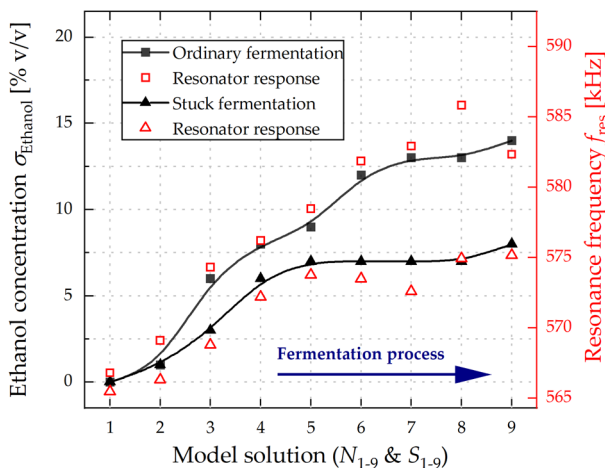 Ethanol concentration σEthanol [% v/v]
20
15
10
5
0
Ordinary fermentation
Resonator response
Stuck fermentation
Resonator response
Fermentation process
590
585
580
575
570
565
Resonance frequency fres [kHz]
1 2 3 4 5 6 7 8 9
Model solution (N1-9 & S1-9)